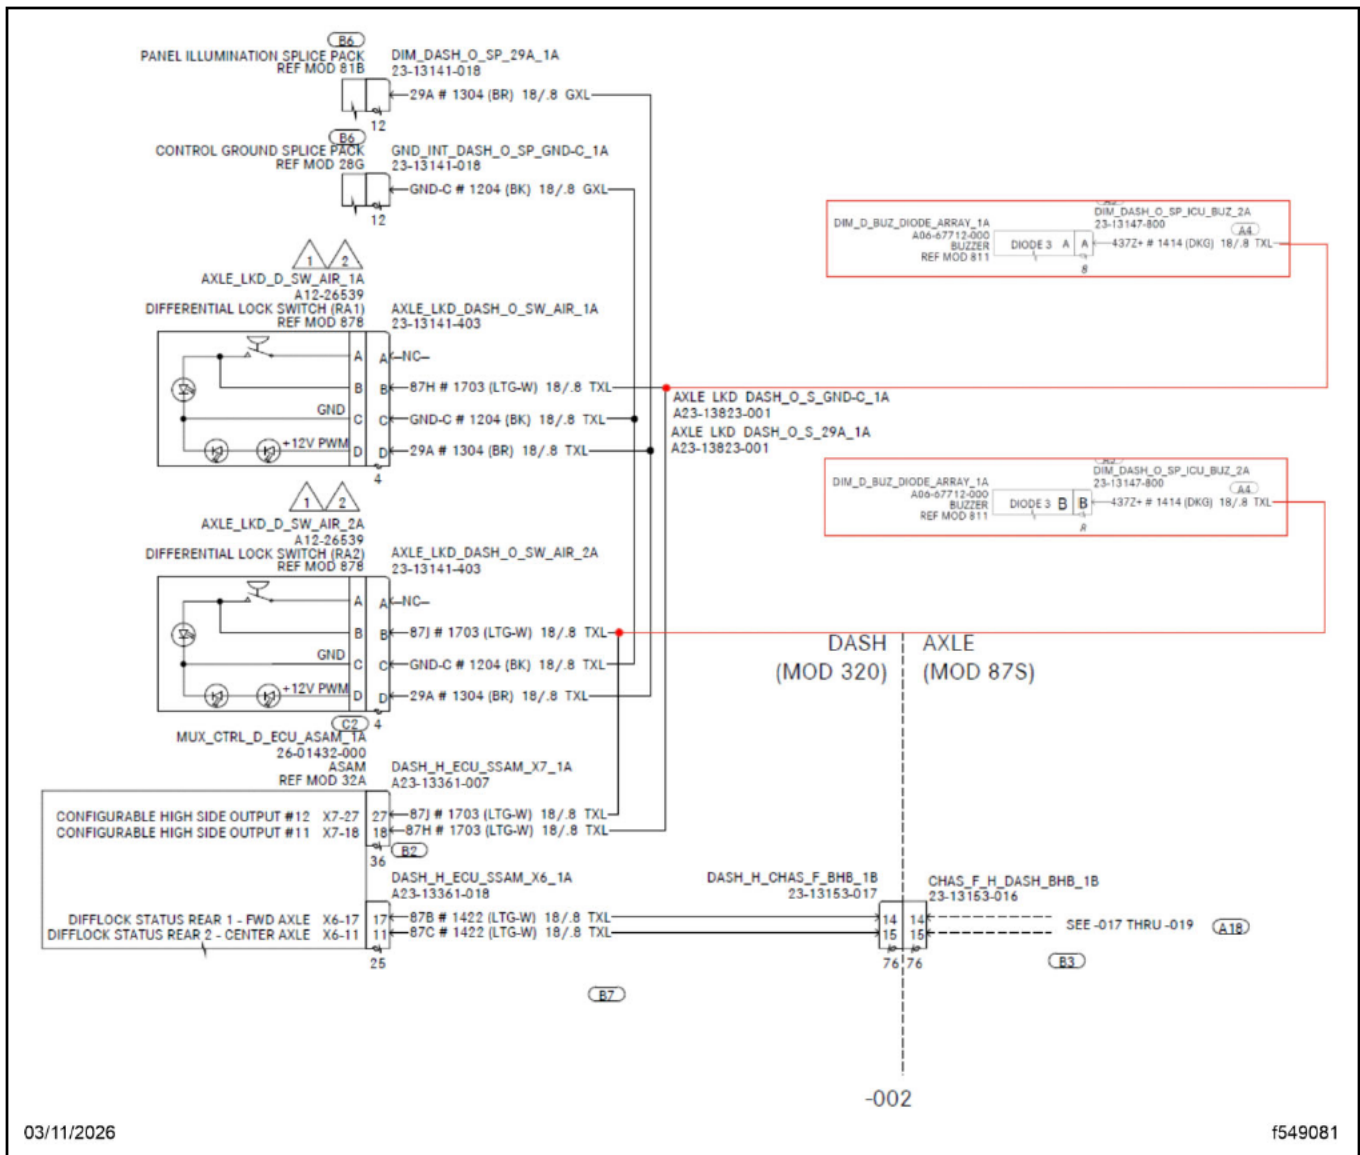 B6
PANEL ILLUMINATION SPLICE PACK
REF MOD 81B
DIM_DASH_O_SP_29A_1A
23-13141-018
29A # 1304 (BR) 18/.8 GXL
12
B6
CONTROL GROUND SPLICE PACK
REF MOD 28G
GND_INT_DASH_O_SP_GND-C_1A
23-13141-018
GND-C # 1204 (BK) 18/.8 GXL
12
DIM_D_BUZ_DIODE_ARRAY_1A
A06-67712-000
BUZZER
REF MOD 811
DIM_DASH_O_SP_ICU_BUZ_2A
23-13147-800
A4
DIODE 3 A A 437Z+ # 1414 (DKG) 18/.8 TXL
8
1 2
AXLE_LKD_D_SW_AIR_1A
A12-26539
DIFFERENTIAL LOCK SWITCH (RA1)
REF MOD 878
AXLE_LKD_DASH_O_SW_AIR_1A
23-13141-403
A A NC
B B 87H # 1703 (LTG-W) 18/.8 TXL
GND C C GND-C # 1204 (BK) 18/.8 TXL
+12V PWM D D 29A # 1304 (BR) 18/.8 TXL
4
AXLE LKD DASH_O_S_GND-C_1A
A23-13823-001
AXLE LKD DASH_O_S_29A_1A
A23-13823-001
DIM_D_BUZ_DIODE_ARRAY_1A
A06-67712-000
BUZZER
REF MOD 811
DIM_DASH_O_SP_ICU_BUZ_2A
23-13147-800
A4
DIODE 3 B B 437Z+ # 1414 (DKG) 18/.8 TXL
1 2
AXLE_LKD_D_SW_AIR_2A
A12-26539
DIFFERENTIAL LOCK SWITCH (RA2)
REF MOD 878
AXLE_LKD_DASH_O_SW_AIR_2A
23-13141-403
A A NC
B B 87J # 1703 (LTG-W) 18/.8 TXL
GND C C GND-C # 1204 (BK) 18/.8 TXL
+12V PWM D D 29A # 1304 (BR) 18/.8 TXL
4
DASH
(MOD 320)
AXLE
(MOD 87S)
C2
MUX_CTRL_D_ECU_ASAM_1A
26-01432-000
ASAM
REF MOD 32A
DASH_H_ECU_SSAM_X7_1A
A23-13361-007
CONFIGURABLE HIGH SIDE OUTPUT #12 X7-27 27 87J # 1703 (LTG-W) 18/.8 TXL
CONFIGURABLE HIGH SIDE OUTPUT #11 X7-18 18 87H # 1703 (LTG-W) 18/.8 TXL
36
B2
DASH_H_ECU_SSAM_X6_1A
A23-13361-018
DIFFLOCK STATUS REAR 1 - FWD AXLE X6-17 17 87B # 1422 (LTG-W) 18/.8 TXL
DIFFLOCK STATUS REAR 2 - CENTER AXLE X6-11 11 87C # 1422 (LTG-W) 18/.8 TXL
25
DASH_H_CHAS_F_BHB_1B
23-13153-017
CHAS_F_H_DASH_BHB_1B
23-13153-016
14 14
15 15
76 76
SEE -017 THRU -019
A18
B3
B7
-002
03/11/2026
f549081